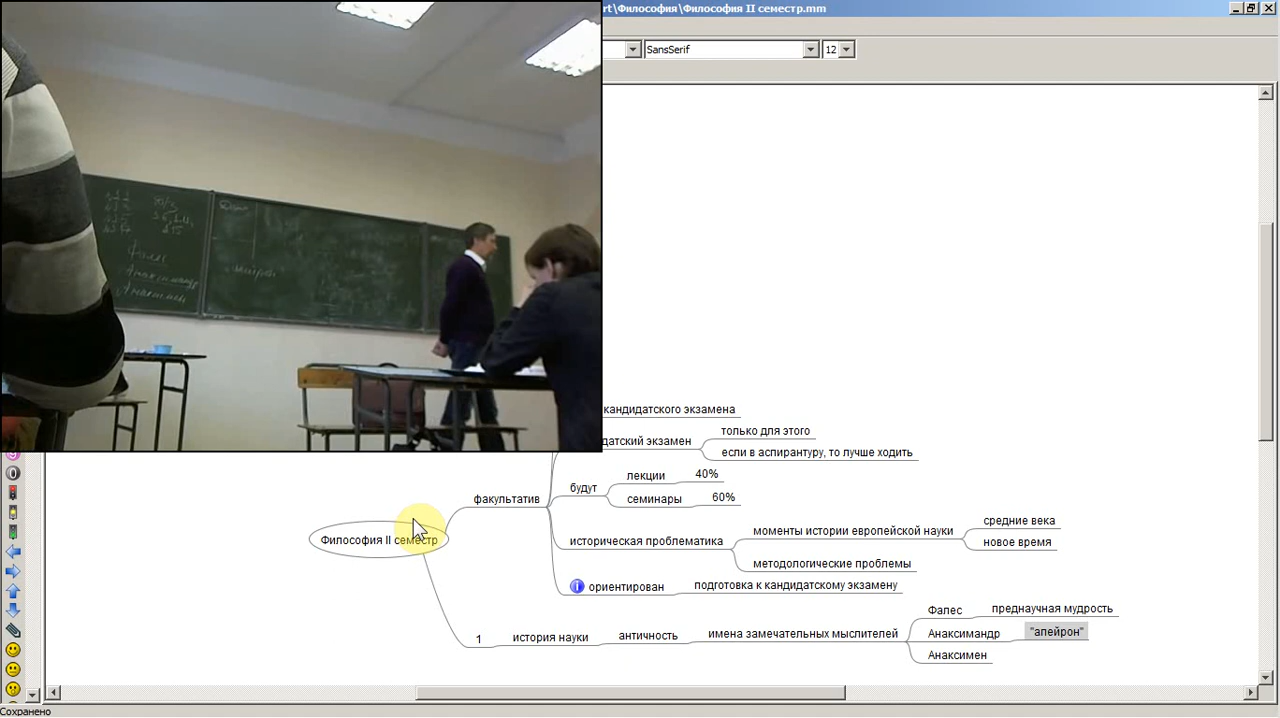 rt\Философия\Философия II семестр.mm
SansSerif
12
кандидатского экзамена
датский экзамен
только для этого
если в аспирантуру, то лучше ходить
будут
лекции
40%
семинары
60%
факультатив
Философия II семестр
историческая проблематика
моменты истории европейской науки
средние века
новое время
методологические проблемы
ориентирован
подготовка к кандидатскому экзамену
1
история науки
античность
имена замечательных мыслителей
Фалес
преднаучная мудрость
Анаксимандр
"апейрон"
Анаксимен
Сохранено